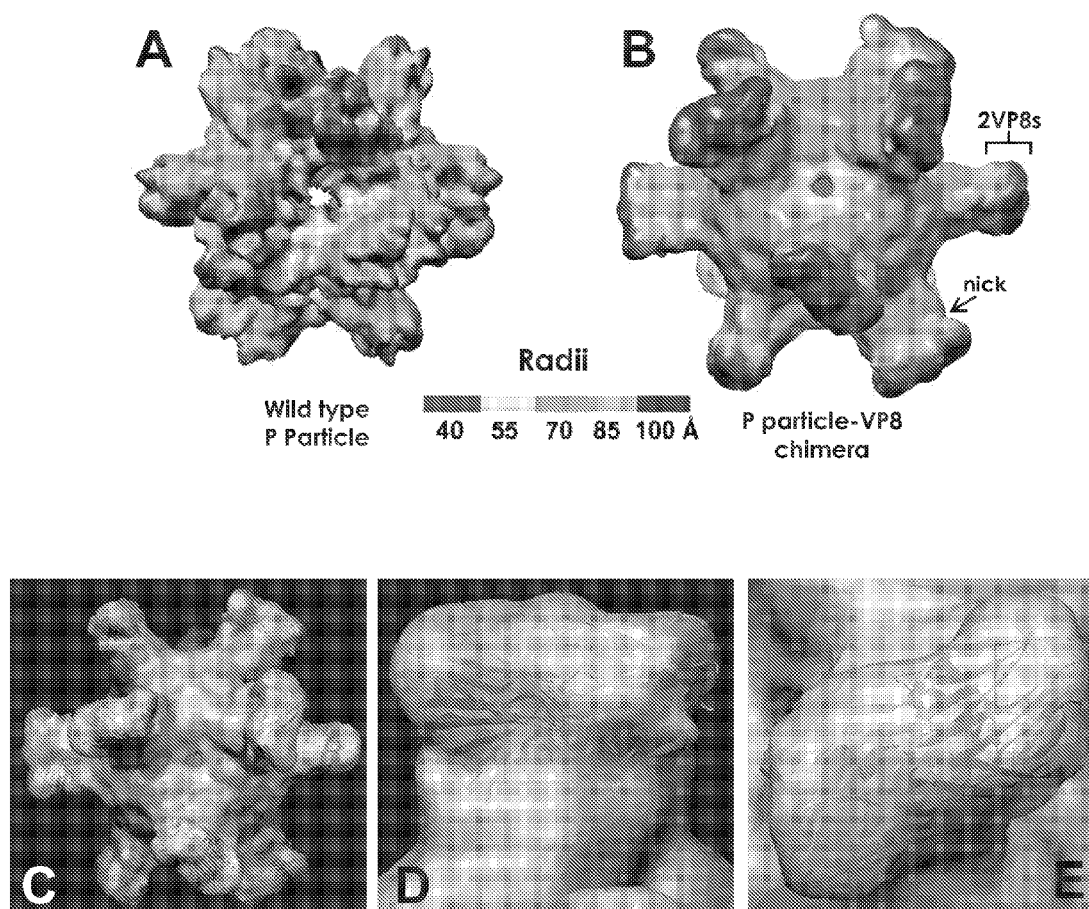 A
B
2VP8s
nick
Radii
Wild type
P Particle
40 55 70 85 100 Å
P particle-VP8
chimera
C
D
E